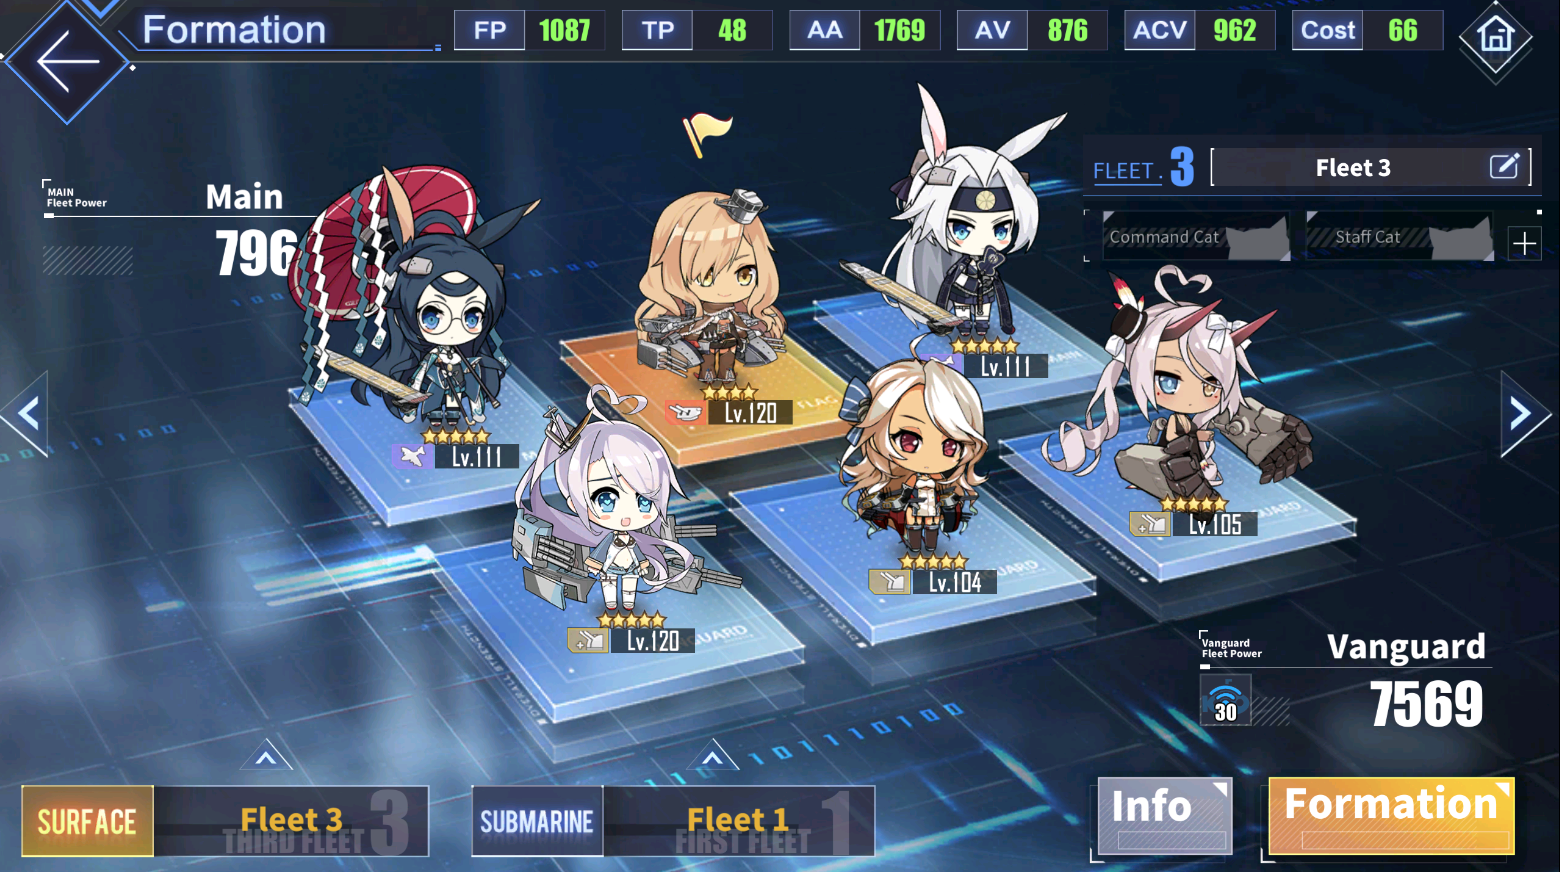 Formation
FP 1087
TP 48
AA 1769
AV 876
ACV 962
Cost 66
FLEET. 3
Fleet 3
Command Cat
Staff Cat
MAIN
Fleet Power
Main
796
FLAG
MAIN
Lv.111
Lv.120
Lv.111
Lv.120
Lv.104
Lv.105
Vanguard
Fleet Power
Vanguard
30
7569
SURFACE
Fleet 3
THIRD FLEET 3
SUBMARINE
Fleet 1
FIRST FLEET 1
Info
Formation